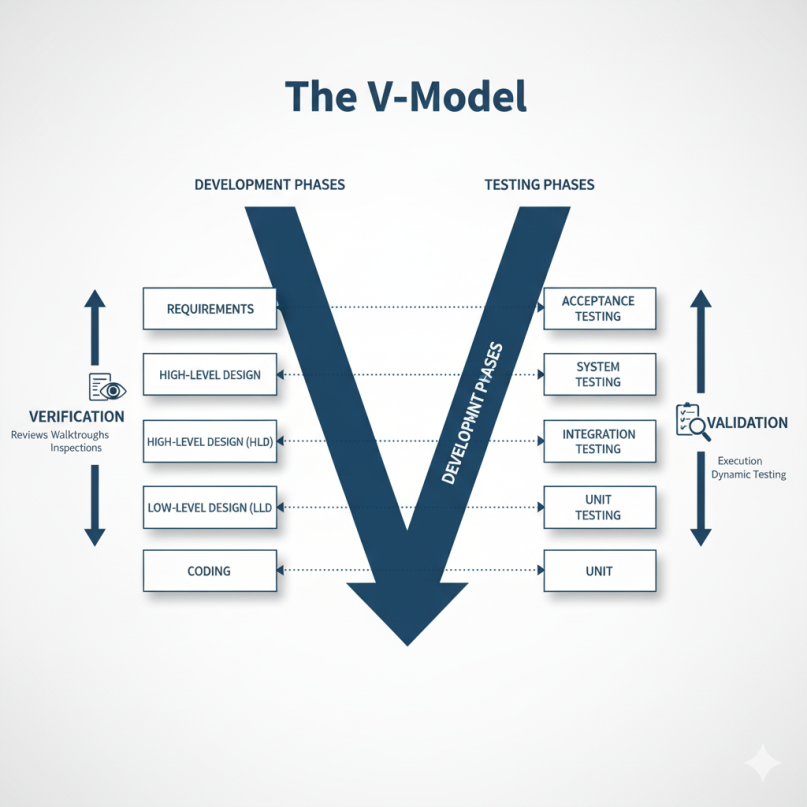 The V-Model
DEVELOPMENT PHASES
TESTING PHASES
REQUIREMENTS
ACCEPTANCE
TESTING
HIGH-LEVEL DESIGN
SYSTEM
TESTING
VERIFICATION
Reviews Walktroughs
Inspections
HIGH-LEVEL DESIGN (HLD)
DEVELOPMNT PHASES
INTEGRATION
TESTING
VALIDATION
Execution
Dynamic Testing
LOW-LEVEL DESIGN (LLD
UNIT
TESTING
CODING
UNIT